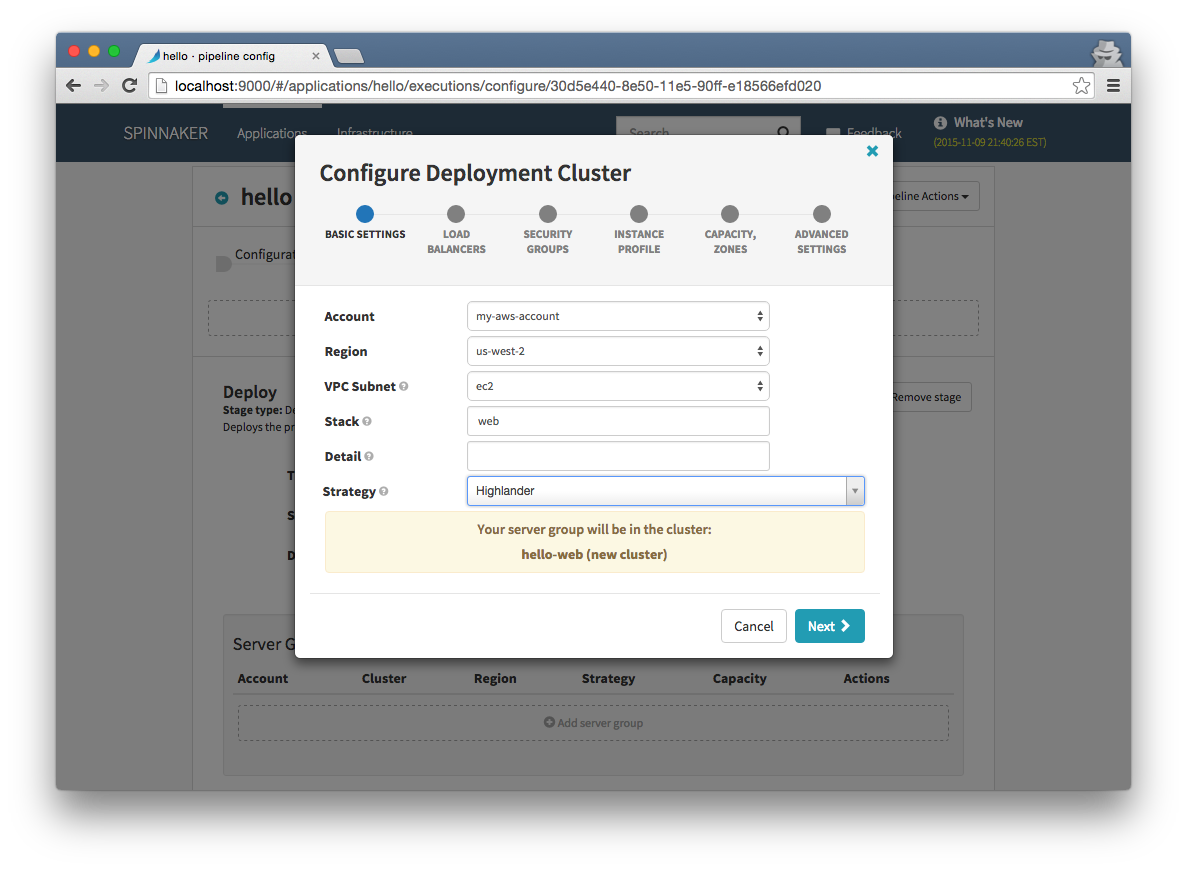 hello · pipeline config
localhost:9000/#/applications/hello/executions/configure/30d5e440-8e50-11e5-90ff-e18566efd020
SPINNAKER Applications Infrastructure Search Feedback What's New
(2015-11-09 21:40:26 EST)
hello
eline Actions
Configurat
Configure Deployment Cluster
BASIC SETTINGS
LOAD
BALANCERS
SECURITY
GROUPS
INSTANCE
PROFILE
CAPACITY,
ZONES
ADVANCED
SETTINGS
Account my-aws-account
Region us-west-2
VPC Subnet ec2
Stack web
Detail
Strategy Highlander
Your server group will be in the cluster:
hello-web (new cluster)
Cancel Next
Deploy
Stage type: De
Deploys the pr
Remove stage
T
S
D
Server G
Account Cluster Region Strategy Capacity Actions
Add server group